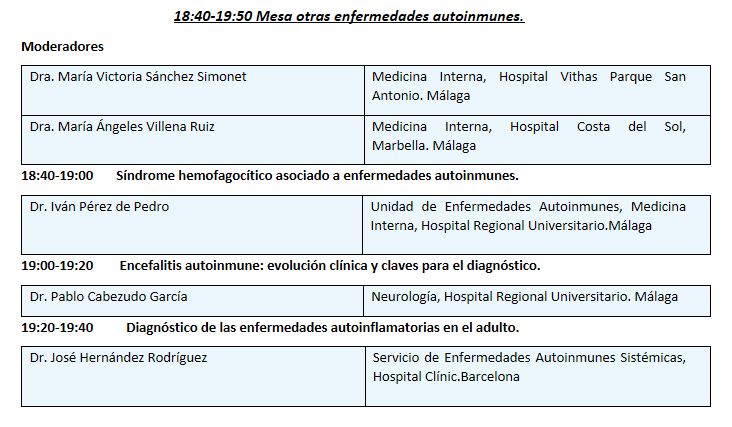 18:40-19:50 Mesa otras enfermedades autoinmunes.
Moderadores
Dra. María Victoria Sánchez Simonet
Medicina Interna, Hospital Vithas Parque San
Antonio. Málaga
Dra. María Ángeles Villena Ruiz
Medicina Interna, Hospital Costa del Sol,
Marbella. Málaga
18:40-19:00 Síndrome hemofagocítico asociado a enfermedades autoinmunes.
Dr. Iván Pérez de Pedro
Unidad de Enfermedades Autoinmunes, Medicina
Interna, Hospital Regional Universitario.Málaga
19:00-19:20 Encefalitis autoinmune: evolución clínica y claves para el diagnóstico.
Dr. Pablo Cabezudo García
Neurología, Hospital Regional Universitario. Málaga
19:20-19:40 Diagnóstico de las enfermedades autoinflamatorias en el adulto.
Dr. José Hernández Rodríguez
Servicio de Enfermedades Autoinmunes Sistémicas,
Hospital Clínic.Barcelona